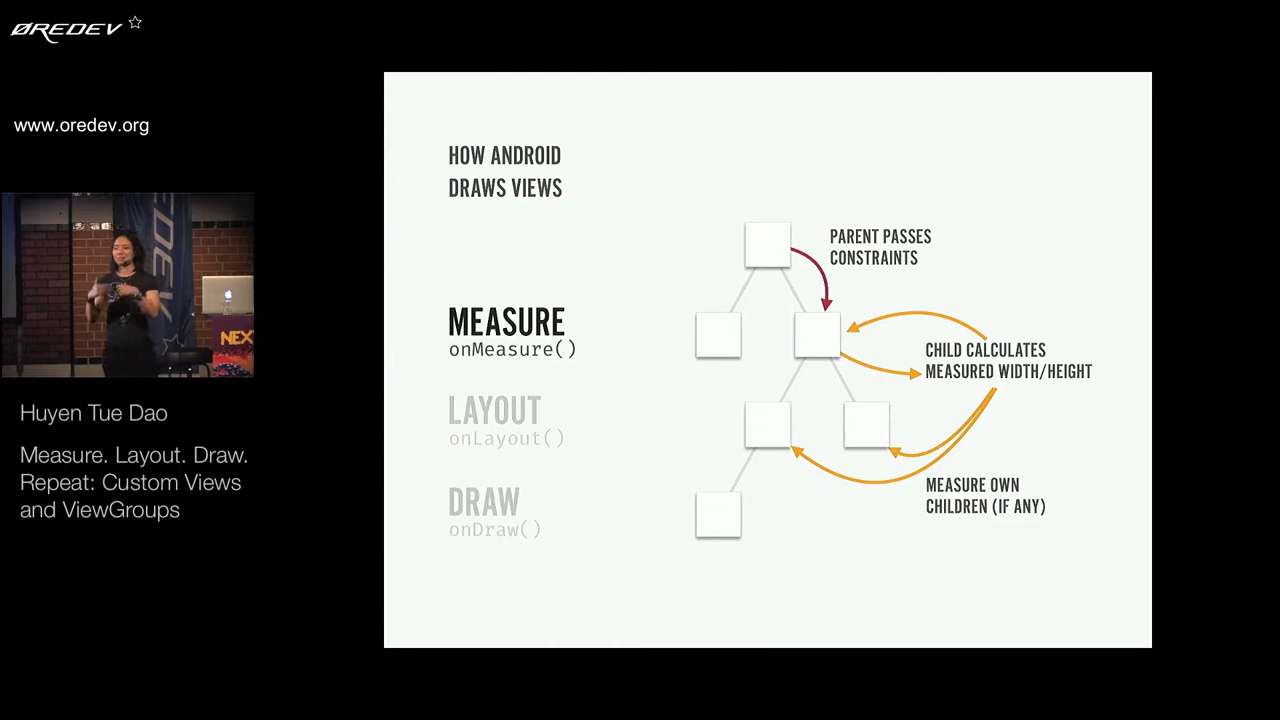 ØREDEV
www.oredev.org
Huyen Tue Dao
Measure. Layout. Draw.
Repeat: Custom Views
and ViewGroups
HOW ANDROID
DRAWS VIEWS
MEASURE
onMeasure()
LAYOUT
onLayout()
DRAW
onDraw()
PARENT PASSES
CONSTRAINTS
CHILD CALCULATES
MEASURED WIDTH/HEIGHT
MEASURE OWN
CHILDREN (IF ANY)
EDEV
NEX